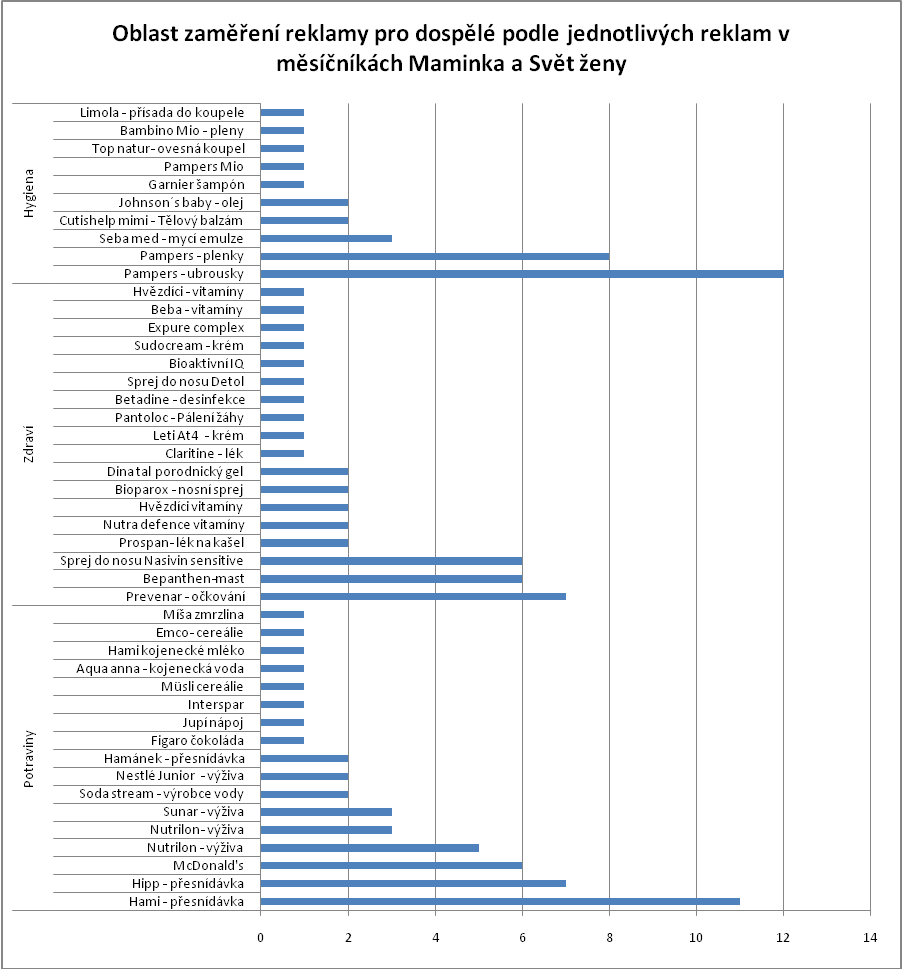 Oblast zaměření reklamy pro dospělé podle jednotlivých reklam v
měsíčníkách Maminka a Svět ženy
Hygiena
Limola - přísada do koupele
Bambino Mio - pleny
Top natur- ovesná koupel
Pampers Mio
Garnier šampón
Johnson´s baby - olej
Cutishelp mimi - Tělový balzám
Seba med - mycí emulze
Pampers - plenky
Pampers - ubrousky
Zdraví
Hvězdíci - vitamíny
Beba - vitamíny
Expure complex
Sudocream - krém
Bioaktivní IQ
Sprej do nosu Detol
Betadine - desinfekce
Pantoloc - Pálení žáhy
Leti At4 - krém
Claritine - lék
Dina tal porodnický gel
Bioparox - nosní sprej
Hvězdíci vitamíny
Nutra defence vitamíny
Prospan- lék na kašel
Sprej do nosu Nasivin sensitive
Bepanthen-mast
Prevenar - očkování
Potraviny
Míša zmrzlina
Emco- cereálie
Hami kojenecké mléko
Aqua anna - kojenecká voda
Müsli cereálie
Interspar
Jupí nápoj
Figaro čokoláda
Hamánek - přesnídávka
Nestlé Junior - výživa
Soda stream - výrobce vody
Sunar - výživa
Nutrilon- výživa
Nutrilon - výživa
McDonald's
Hipp - přesnídávka
Hami - přesnídávka
0 2 4 6 8 10 12 14